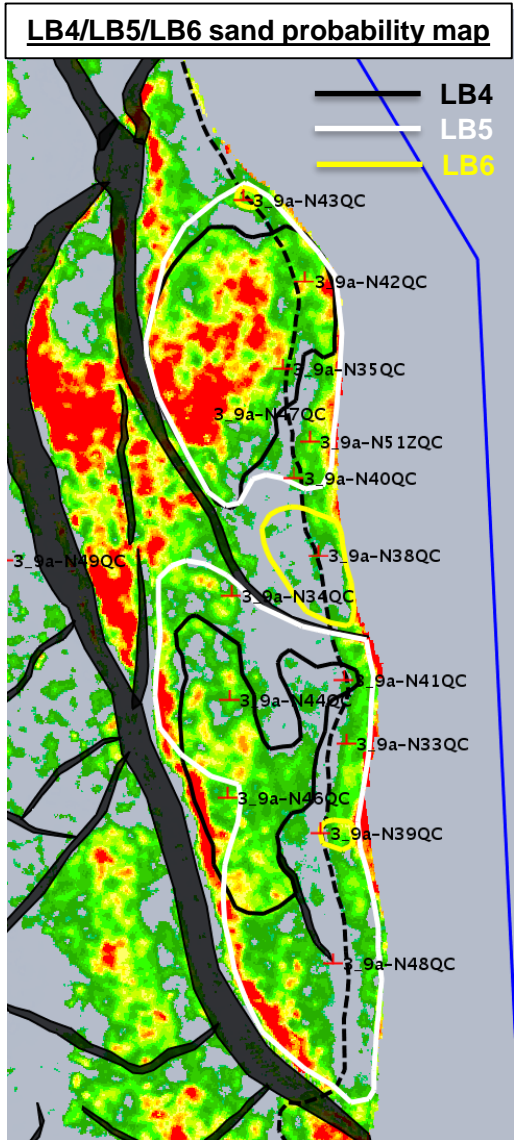 LB4/LB5/LB6 sand probability map
LB4
LB5
LB6
3_9a-N43QC
3_9a-N42QC
3_9a-N35QC
3_9a-N47QC
3_9a-N51ZQC
3_9a-N40QC
3_9a-N38QC
3_9a-N49QC
3_9a-N34QC
3_9a-N41QC
3_9a-N44QC
3_9a-N33QC
3_9a-N46QC
3_9a-N39QC
3_9a-N48QC